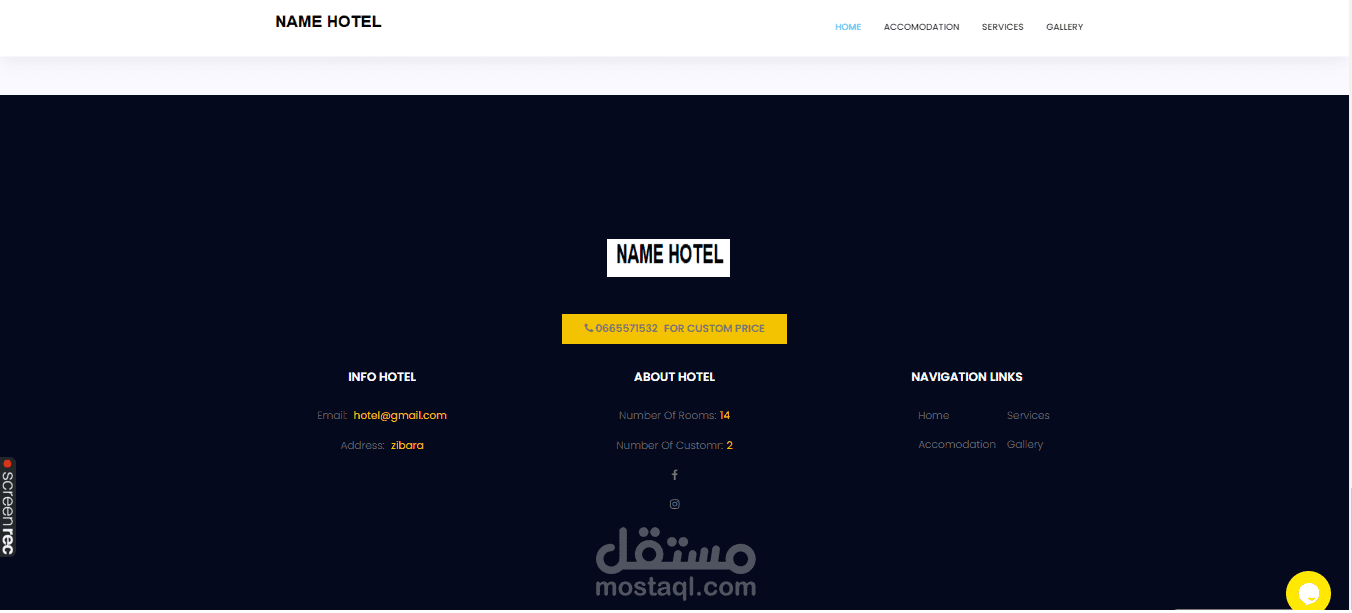 NAME HOTEL
HOME ACCOMODATION SERVICES GALLERY
NAME HOTEL
0665571532 FOR CUSTOM PRICE
INFO HOTEL ABOUT HOTEL NAVIGATION LINKS
Email: hotel@gmail.com Number Of Rooms: 14 Home Services
Address: zibara Number Of Customr: 2 Accomodation Gallery
screenrec
مستقل
mostaql.com